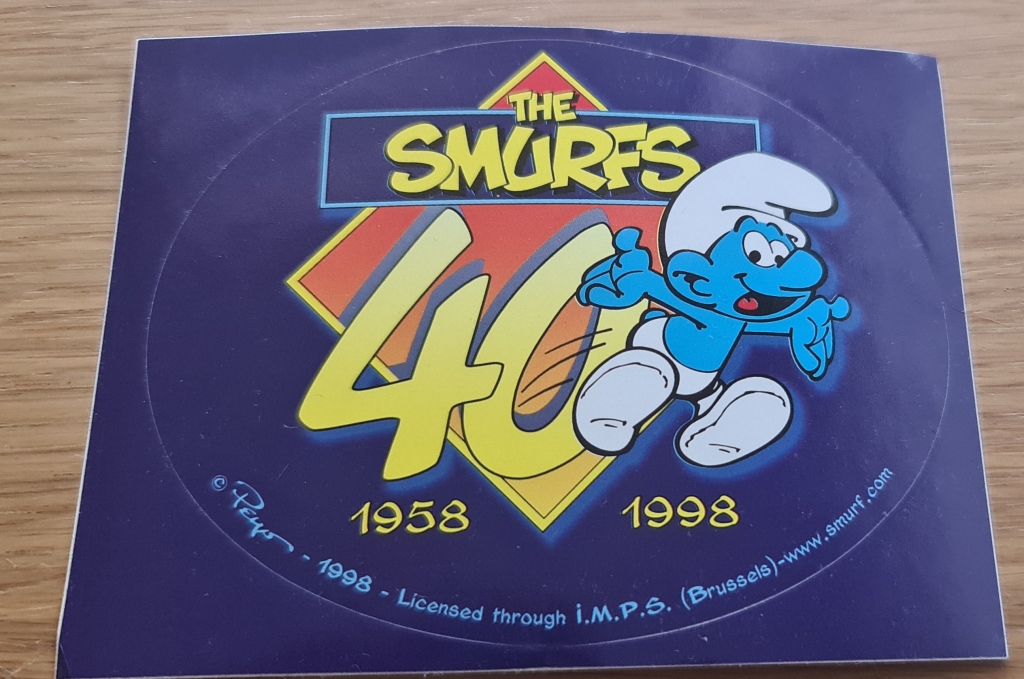 THE
SMURFS
40
1958 1998
© Peyo - 1998 - Licensed through I.M.P.S. (Brussels)-www.smurf.com